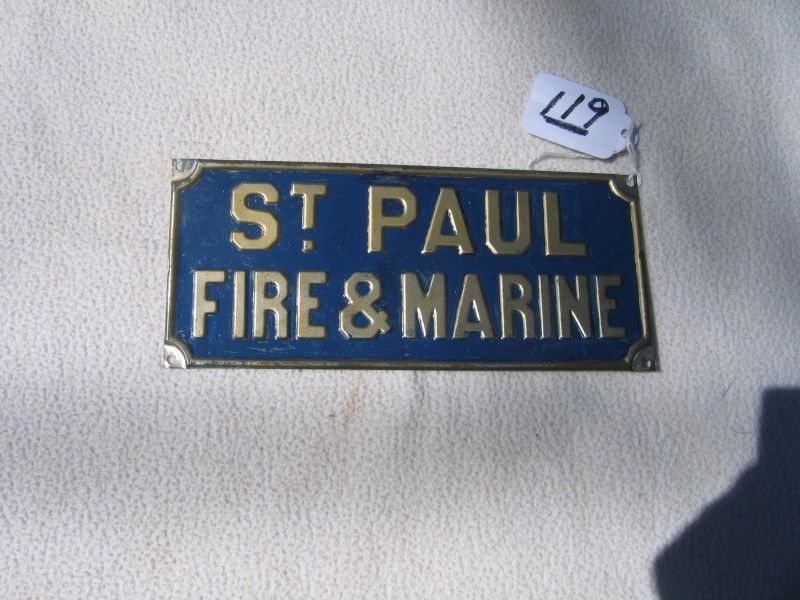 119
ST. PAUL
FIRE & MARINE